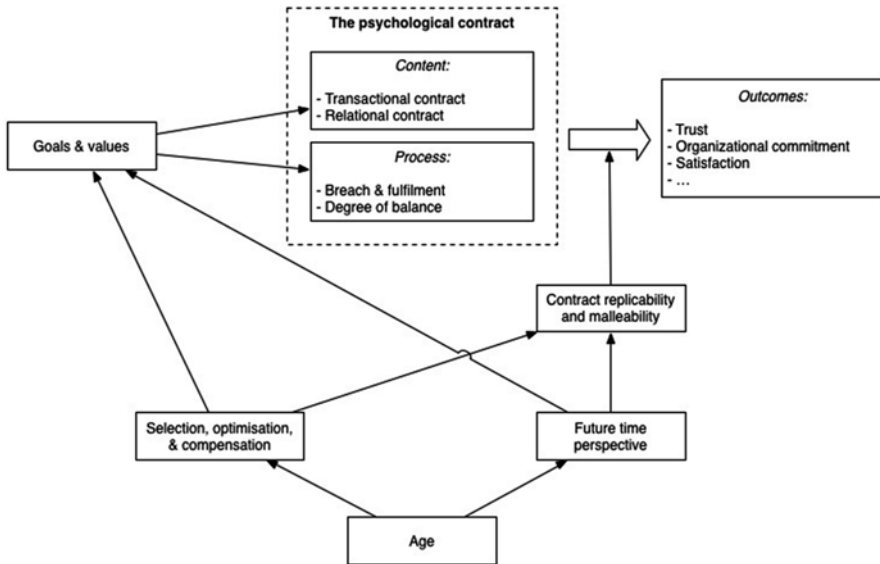 The psychological contract
Content:
- Transactional contract
- Relational contract
Process:
- Breach & fulfilment
- Degree of balance
Outcomes:
- Trust
- Organizational commitment
- Satisfaction
- ...
Goals & values
Contract replicability
and malleability
Selection, optimisation,
& compensation
Future time
perspective
Age